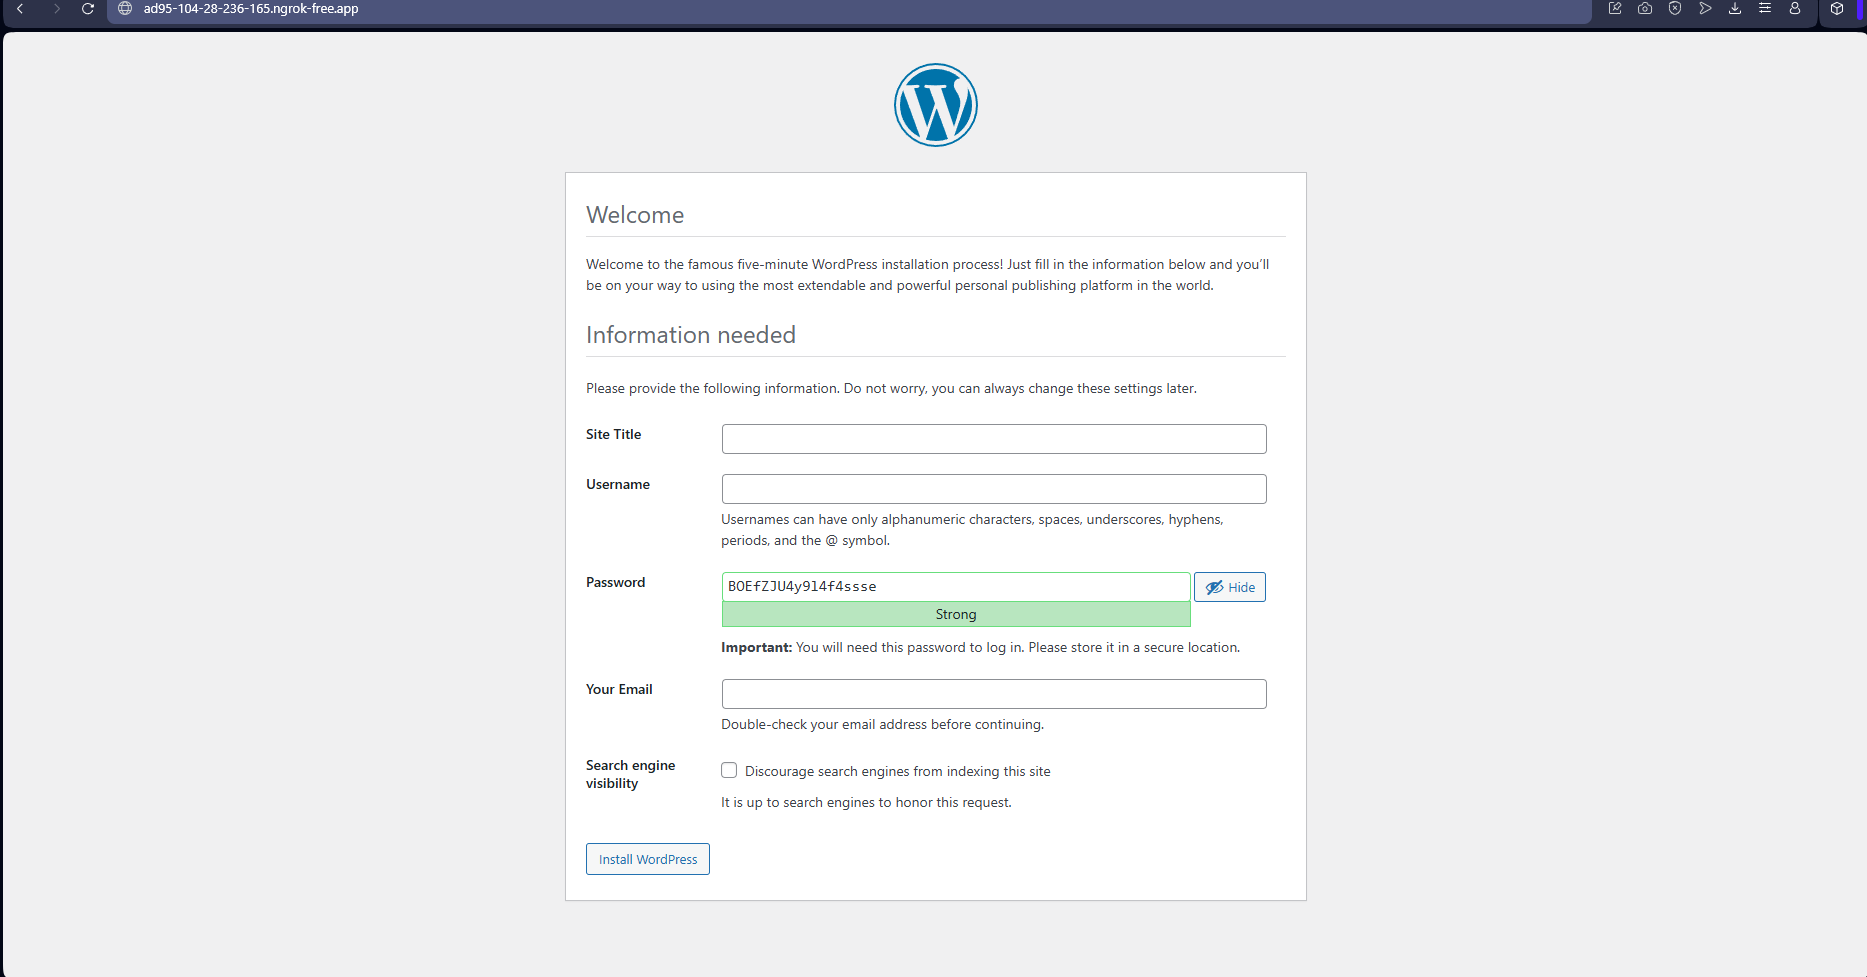 ad95-104-28-236-165.ngrok-free.app
Welcome
Welcome to the famous five-minute WordPress installation process! Just fill in the information below and you’ll
be on your way to using the most extendable and powerful personal publishing platform in the world.
Information needed
Please provide the following information. Do not worry, you can always change these settings later.
Site Title
Username
Usernames can have only alphanumeric characters, spaces, underscores, hyphens,
periods, and the @ symbol.
Password
BOEfZJU4y9l4f4ssse
Hide
Strong
Important: You will need this password to log in. Please store it in a secure location.
Your Email
Double-check your email address before continuing.
Search engine
visibility
Discourage search engines from indexing this site
It is up to search engines to honor this request.
Install WordPress